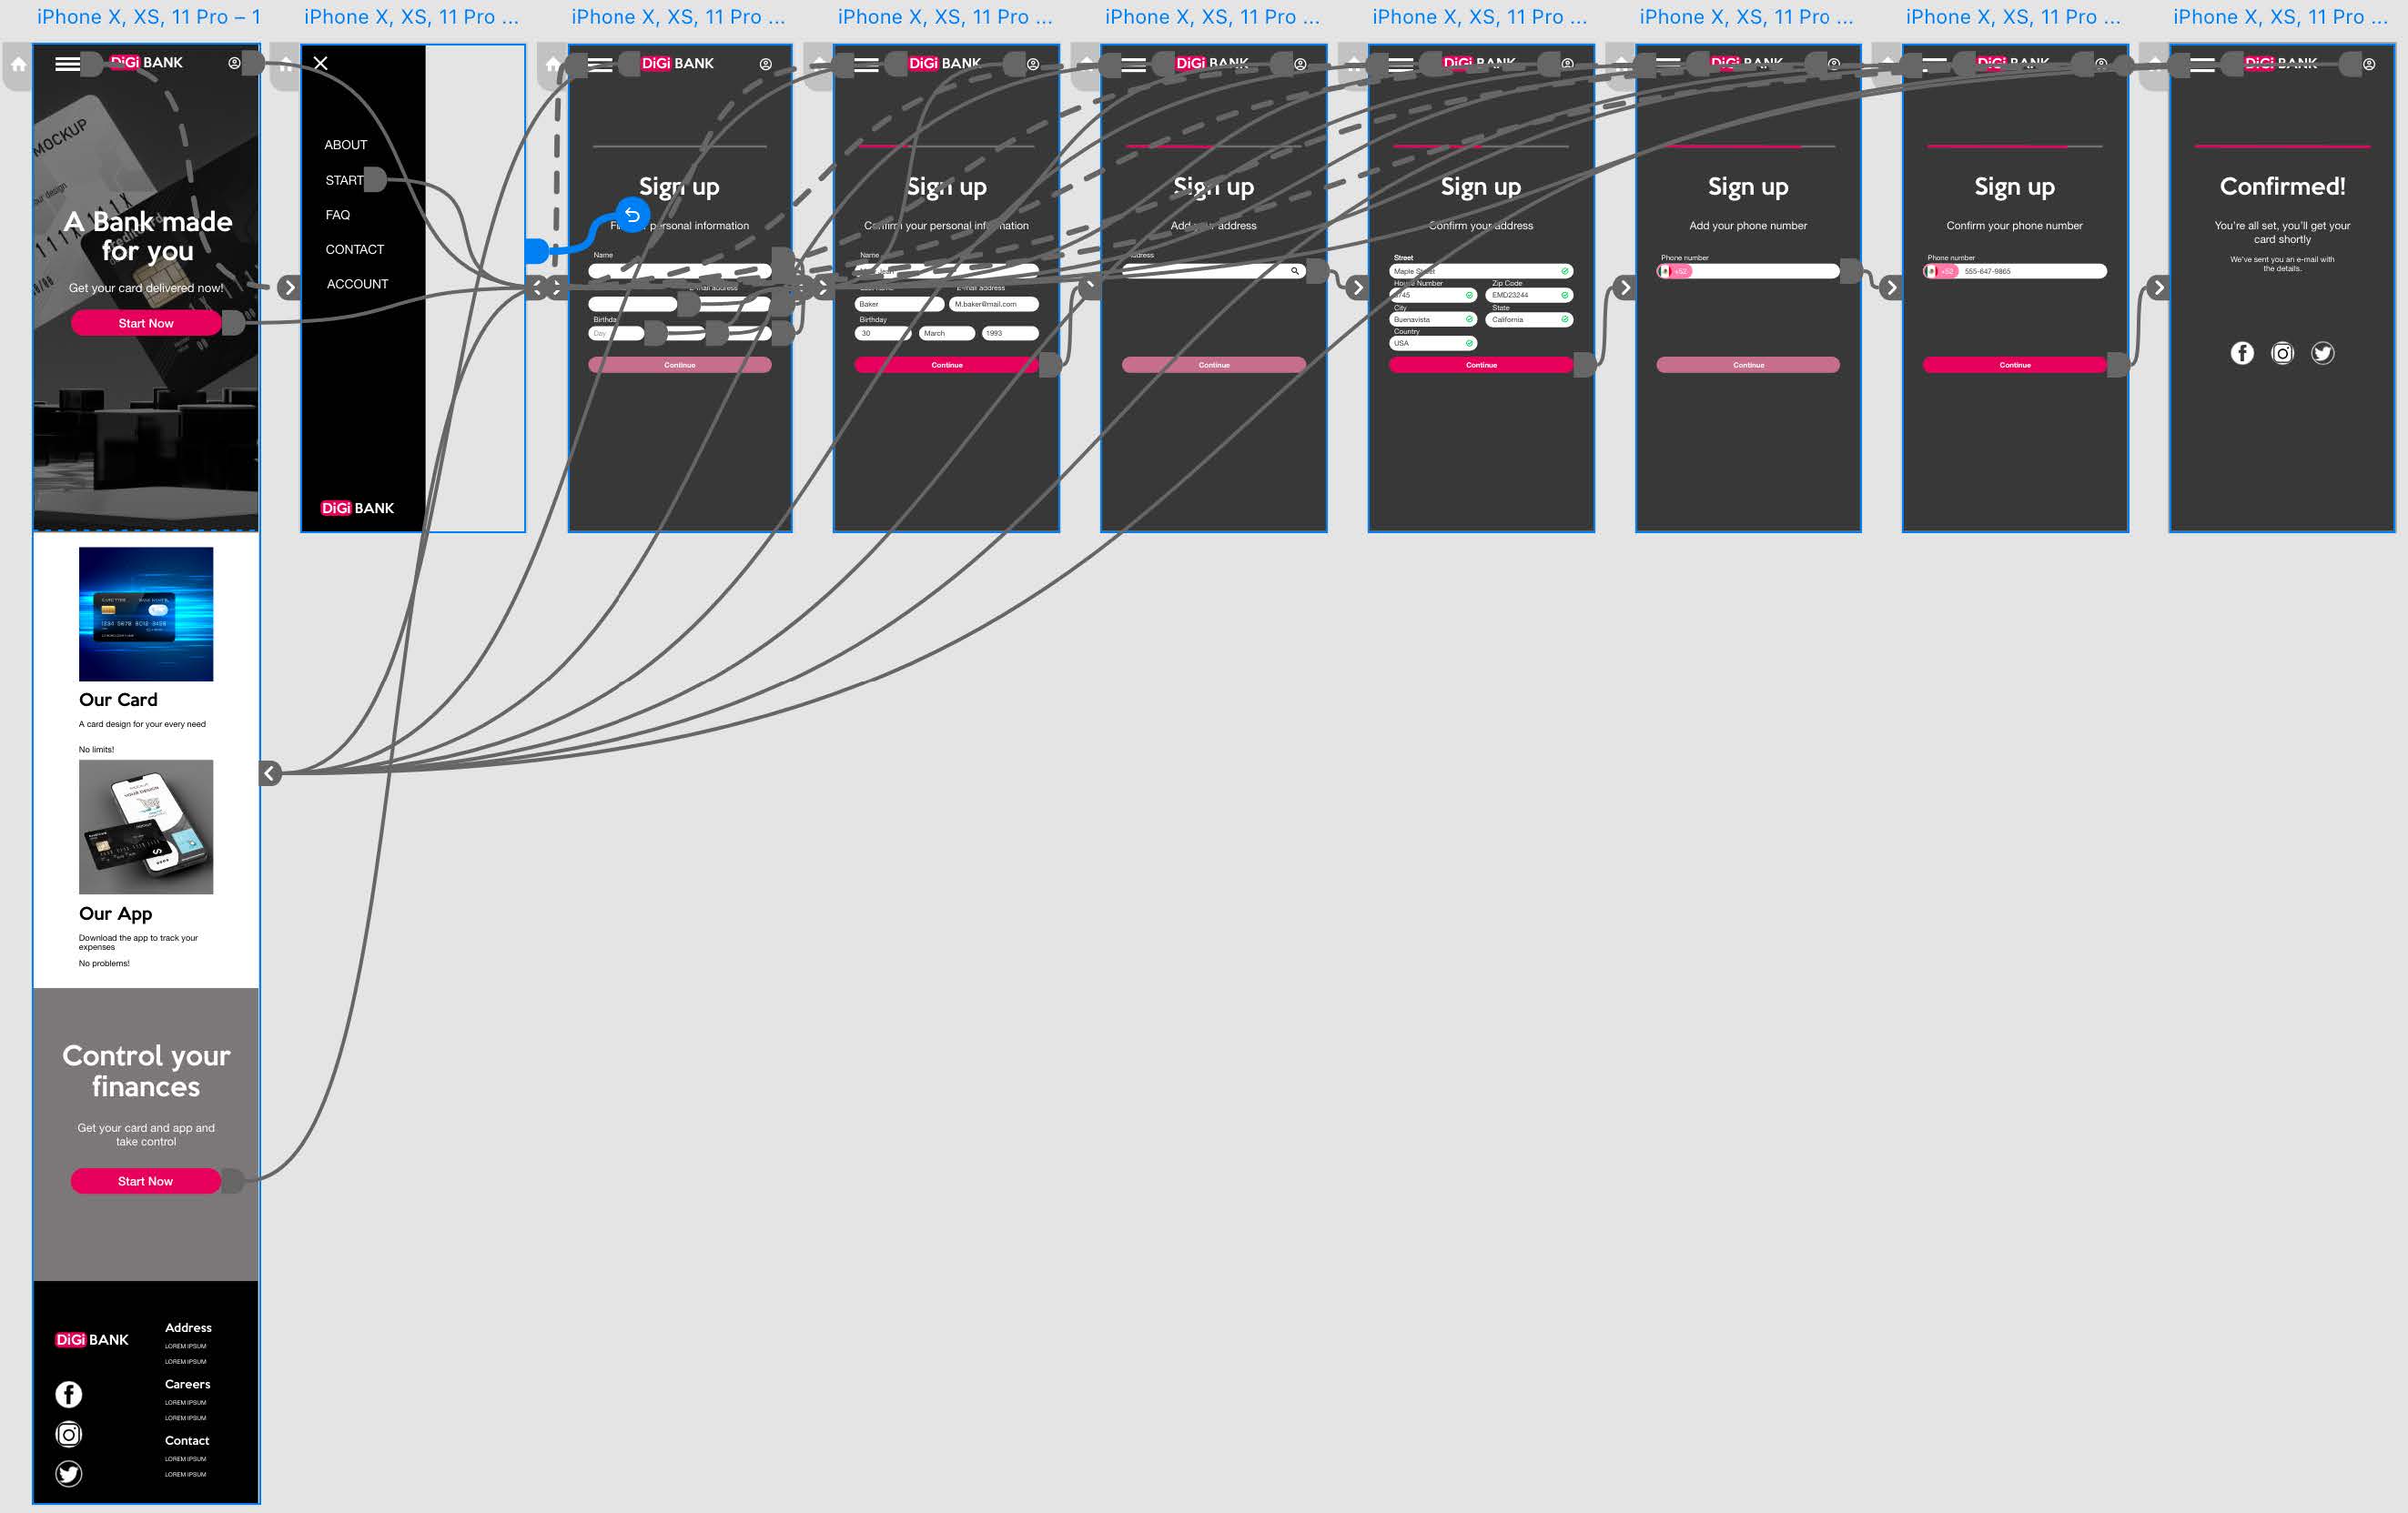 iPhone X, XS, 11 Pro – 1
iPhone X, XS, 11 Pro ...
iPhone X, XS, 11 Pro ...
iPhone X, XS, 11 Pro ...
iPhone X, XS, 11 Pro ...
iPhone X, XS, 11 Pro ...
iPhone X, XS, 11 Pro ...
iPhone X, XS, 11 Pro ...
iPhone X, XS, 11 Pro ...
DiGi BANK
MOCKUP
A Bank made
for you
Get your card delivered now!
Start Now
Our Card
A card design for your every need
No limits!
Our App
Download the app to track your
expenses
No problems!
Control your
finances
Get your card and app and
take control
Start Now
DiGi BANK
Address
LOREM IPSUM
LOREM IPSUM
Careers
LOREM IPSUM
LOREM IPSUM
Contact
LOREM IPSUM
LOREM IPSUM
ABOUT
START
FAQ
CONTACT
ACCOUNT
DiGi BANK
DiGi BANK
Sign up
personal information
Name
E-mail address
Birthday
Day
Continue
DiGi BANK
Sign up
Confirm your personal information
Name
Last name
E-mail address
Baker
M.baker@mail.com
Birthday
30
March
1993
Continue
DiGi BANK
Sign up
Add your address
Address
Continue
DiGi BANK
Sign up
Confirm your address
Street
Maple Street
House Number
Zip Code
EMD23244
City
State
Buenavista
California
Country
USA
Continue
DiGi BANK
Sign up
Add your phone number
Phone number
+52
Continue
DiGi BANK
Sign up
Confirm your phone number
Phone number
+52
555-647-9865
Continue
DiGi BANK
Confirmed!
You're all set, you'll get your
card shortly
We've sent you an e-mail with
the details.